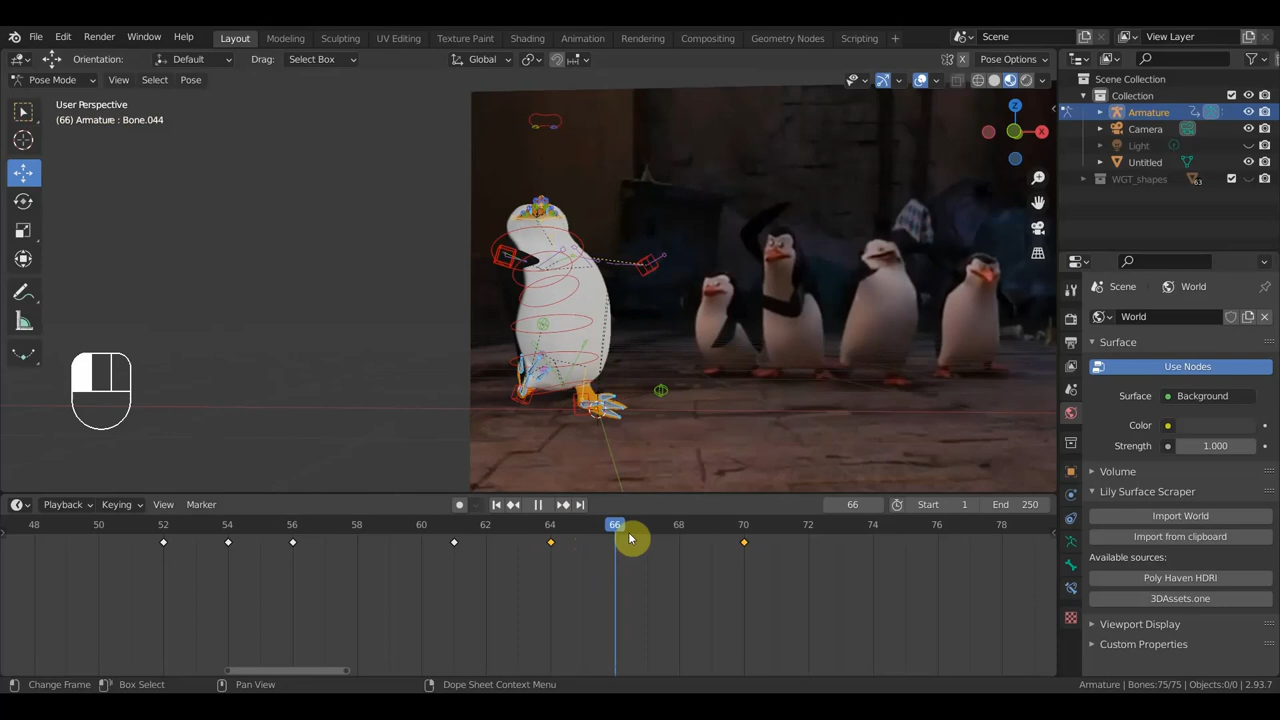 File Edit Render Window Help Layout Modeling Sculpting UV Editing Texture Paint Shading Animation Rendering Compositing Geometry Nodes Scripting + Scene View Layer
Orientation: Default Drag: Select Box Global X Pose Options
Pose Mode View Select Pose
User Perspective
(66) Armature : Bone.044
Z
X
Scene Collection
Collection
Armature
Camera
Light
Untitled
WGT_shapes 63
Scene World
World
Surface
Use Nodes
Surface Background
Color
Strength 1.000
Volume
Lily Surface Scraper
Import World
Import from clipboard
Available sources:
Poly Haven HDRI
3DAssets.one
Viewport Display
Custom Properties
Playback Keying View Marker 66 Start 1 End 250
48 50 52 54 56 58 60 62 64 66 68 70 72 74 76 78
Change Frame Box Select Pan View Dope Sheet Context Menu Armature | Bones:75/75 | Objects:0/0 | 2.93.7